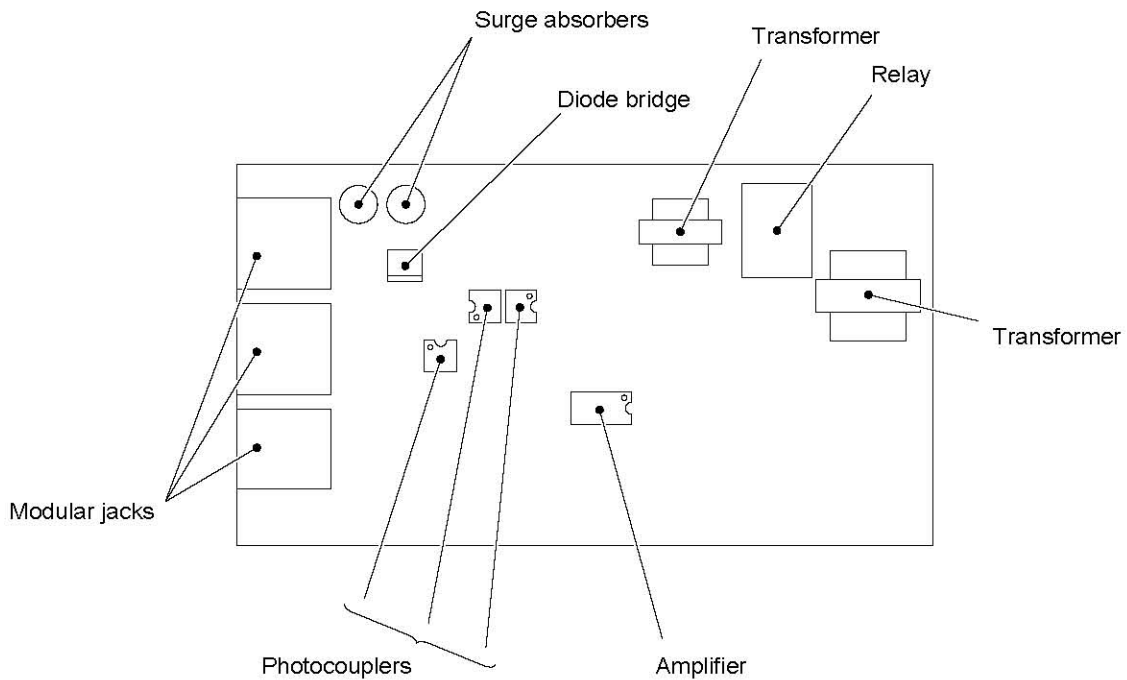 Surge absorbers
Transformer
Relay
Diode bridge
Transformer
Modular jacks
Photocouplers
Amplifier